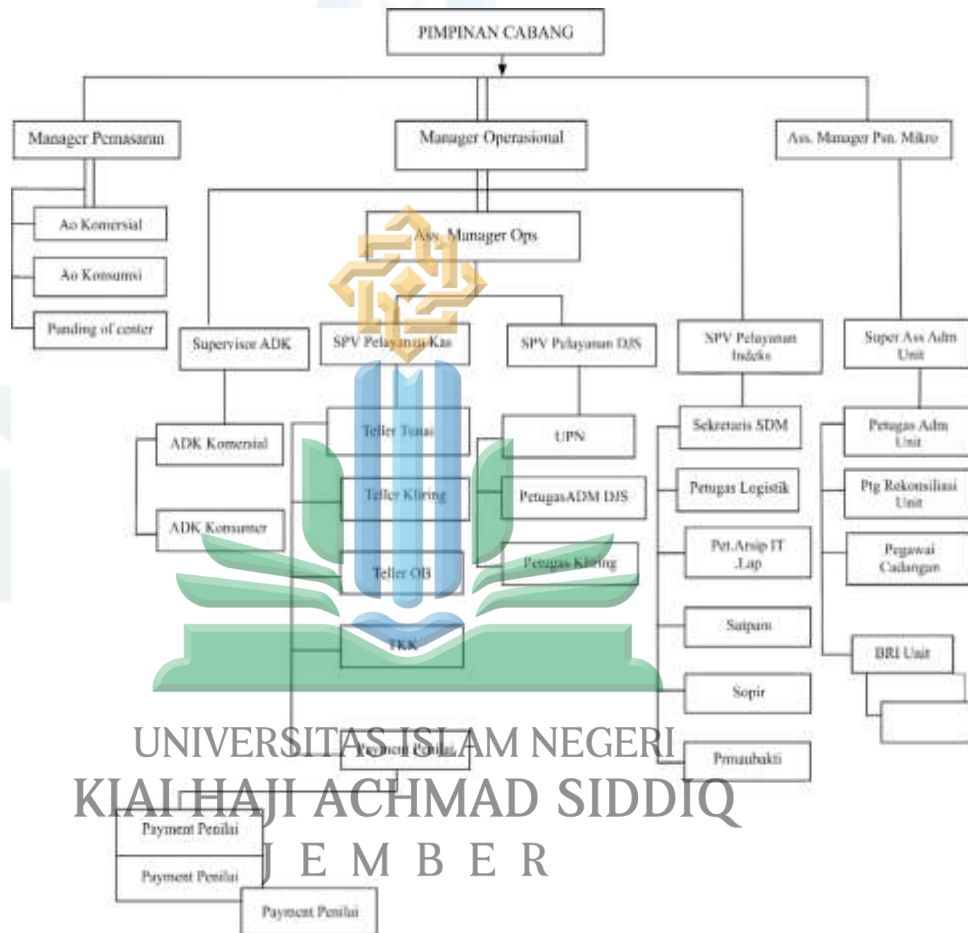 PIMPINAN CABANG
Manager Pemasaran
Manager Operasional
Ass. Manager Psn. Mikro
Ao Komersial
Ass. Manager Ops
Ao Konsumsi
Punding of center
Supervisor ADK
SPV Pelayanan Kas
SPV Pelayanan DJS
SPV Pelayanan
Indeks
Super Ass Adm
Unit
ADK Komersial
Teller Tunai
UPN
Sekretaris SDM
Petugas Adm
Unit
Teller Kliring
PetugasADM DJS
Petugas Logistik
Ptg Rekonsiliasi
Unit
ADK Konsumer
Teller OB
Petugas Kliring
Pet.Arsip IT
.Lap
Pegawai
Cadangan
TKK
Satpam
BRI Unit
Sopir
Payment Penilai
Prmaubakti
UNIVERSITAS ISLAM NEGERI
KIAI HAJI ACHMAD SIDDIQ
JEMBER
Payment Penilai
Payment Penilai
Payment Penilai